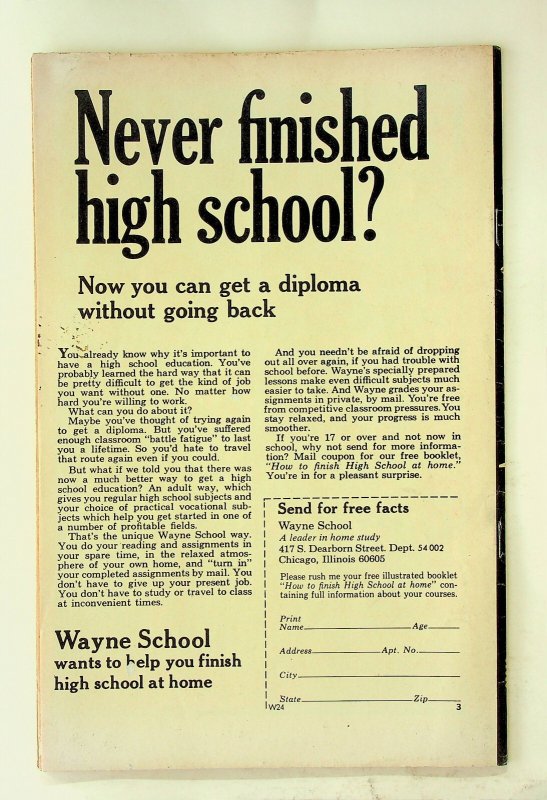 Never finished
high school?
Now you can get a diploma
without going back
You already know why it's important to
have a high school education. You've
probably learned the hard way that it can
be pretty difficult to get the kind of job
you want without one. No matter how
hard you're willing to work.
What can you do about it?
Maybe you've thought of trying again
to get a diploma. But you've suffered
enough classroom "battle fatigue" to last
you a lifetime. So you'd hate to travel
that route again even if you could.
But what if we told you that there was
now a much better way to get a high
school education? An adult way, which
gives you regular high school subjects and
your choice of practical vocational sub-
jects which help you get started in one of
a number of profitable fields.
That's the unique Wayne School way.
You do your reading and assignments in
your spare time, in the relaxed atmos-
phere of your own home, and "turn in"
your completed assignments by mail. You
don't have to give up your present job.
You don't have to study or travel to class
at inconvenient times.
Wayne School
wants to help you finish
high school at home
And you needn't be afraid of dropping
out all over again, if you had trouble with
school before. Wayne's specially prepared
lessons make even difficult subjects much
easier to take. And Wayne grades your as-
signments in private, by mail. You're free
from competitive classroom pressures. You
stay relaxed, and your progress is much
smoother.
If you're 17 or over and not now in
school, why not send for more informa-
tion? Mail coupon for our free booklet,
"How to finish High School at home."
You're in for a pleasant surprise.
Send for free facts
Wayne School
A leader in home study
417 S. Dearborn Street. Dept. 54 002
Chicago, Illinois 60605
Please rush me your free illustrated booklet
"How to finish High School at home" con-
taining full information about your courses.
Print
Name Age
Address Apt. No.
City
State Zip
W24 3